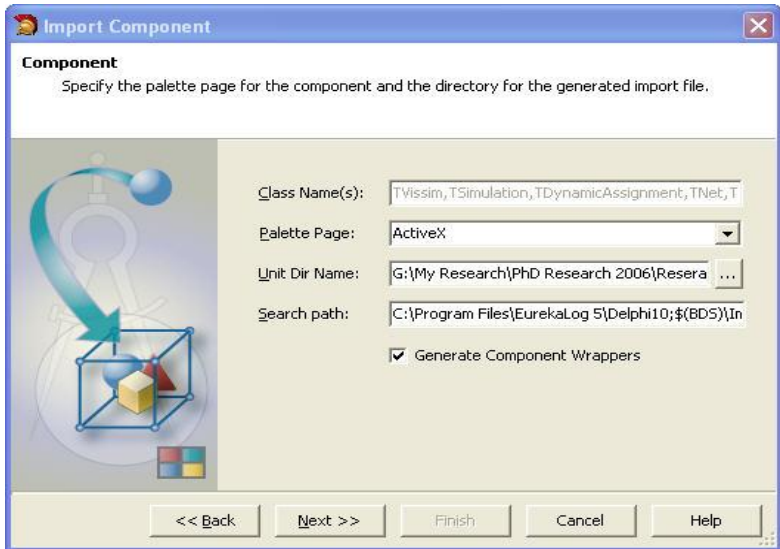 Import Component
Component
Specify the palette page for the component and the directory for the generated import file.
Class Name(s): TVissim,TSimulation,TDynamicAssignment,TNet,T
Palette Page: ActiveX
Unit Dir Name: G:\My Research\PhD Research 2006\Resera ...
Search path: C:\Program Files\EurekaLog 5\Delphi10;$(BDS)\In
Generate Component Wrappers
<< Back Next >> Finish Cancel Help